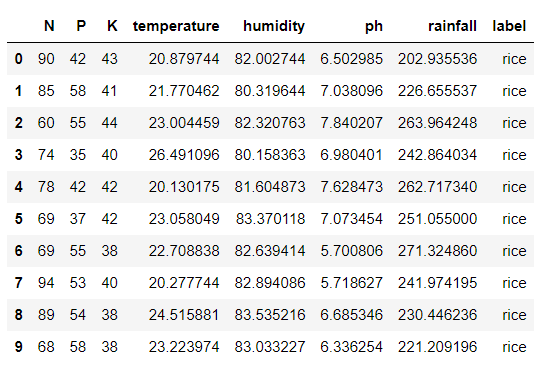 N P K temperature humidity ph rainfall label
0 90 42 43 20.879744 82.002744 6.502985 202.935536 rice
1 85 58 41 21.770462 80.319644 7.038096 226.655537 rice
2 60 55 44 23.004459 82.320763 7.840207 263.964248 rice
3 74 35 40 26.491096 80.158363 6.980401 242.864034 rice
4 78 42 42 20.130175 81.604873 7.628473 262.717340 rice
5 69 37 42 23.058049 83.370118 7.073454 251.055000 rice
6 69 55 38 22.708838 82.639414 5.700806 271.324860 rice
7 94 53 40 20.277744 82.894086 5.718627 241.974195 rice
8 89 54 38 24.515881 83.535216 6.685346 230.446236 rice
9 68 58 38 23.223974 83.033227 6.336254 221.209196 rice